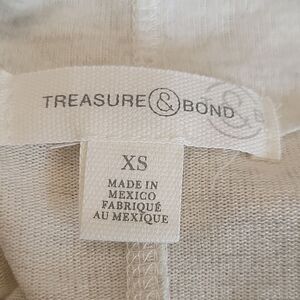 TREASURE & BOND
XS
MADE IN
MEXICO
FABRIQUÉ
AU MEXIQUE